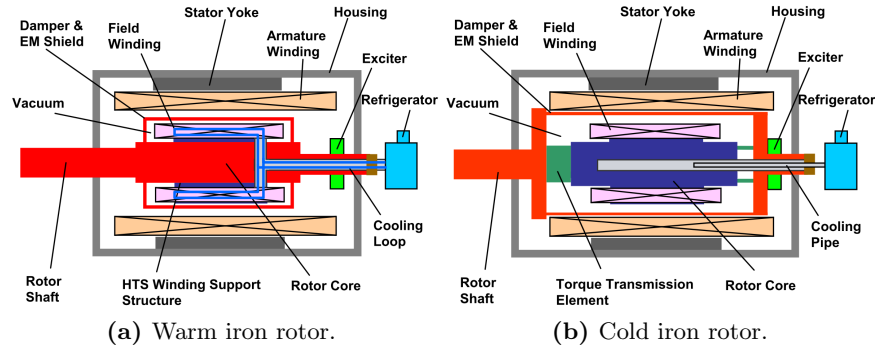 Stator Yoke
Housing
Damper &
EM Shield
Field
Winding
Armature
Winding
Exciter
Refrigerator
Vacuum
Rotor
Shaft
HTS Winding Support
Structure
Rotor Core
Cooling
Loop
(a) Warm iron rotor.
Stator Yoke
Housing
Damper &
EM Shield
Field
Winding
Armature
Winding
Exciter
Refrigerator
Vacuum
Rotor
Shaft
Torque Transmission
Element
Rotor Core
Cooling
Pipe
(b) Cold iron rotor.